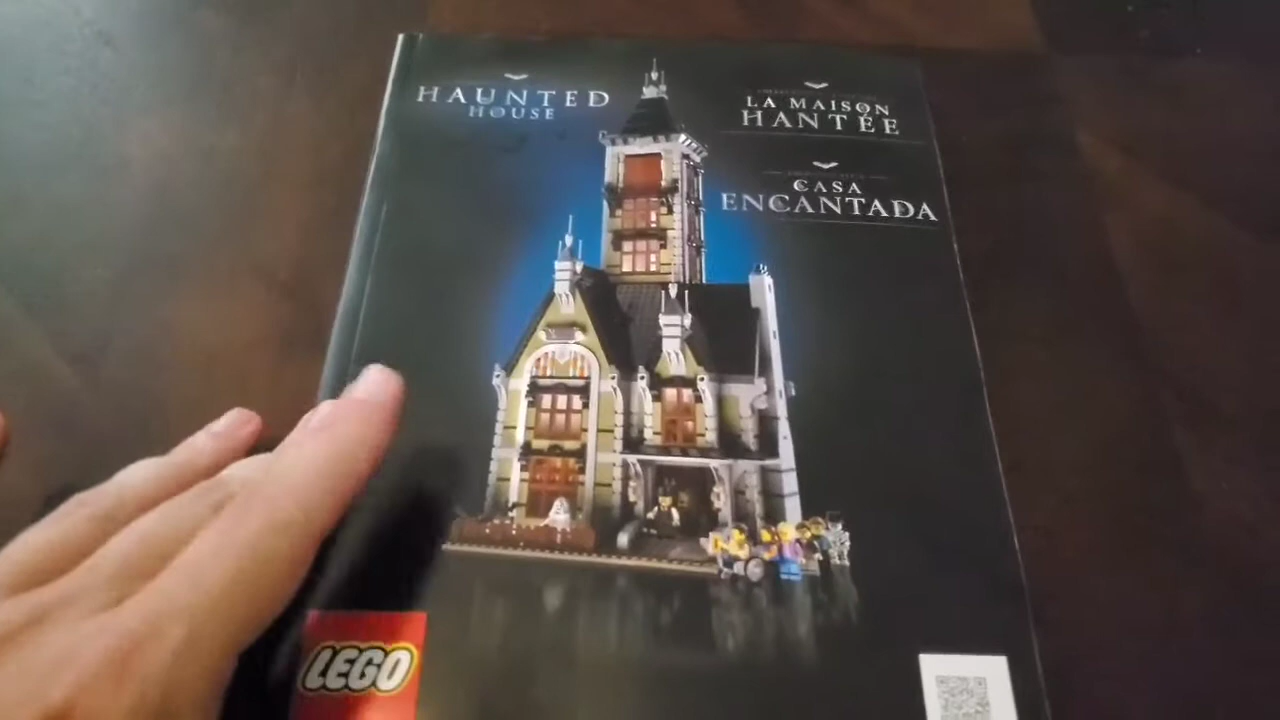 HAUNTED
HOUSE
LA MAISON
HANTÉE
CASA
ENCANTADA
LEGO